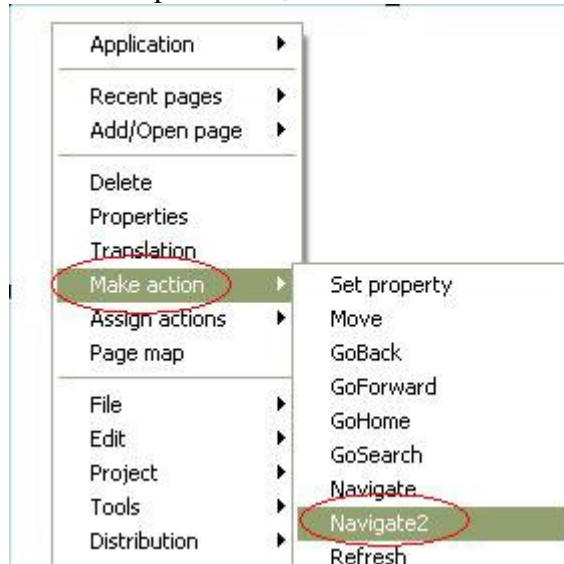 Application
Recent pages
Add/Open page
Delete
Properties
Translation
Make action
Assign actions
Page map
File
Edit
Project
Tools
Distribution
Set property
Move
GoBack
GoForward
GoHome
GoSearch
Navigate
Navigate2
Refresh